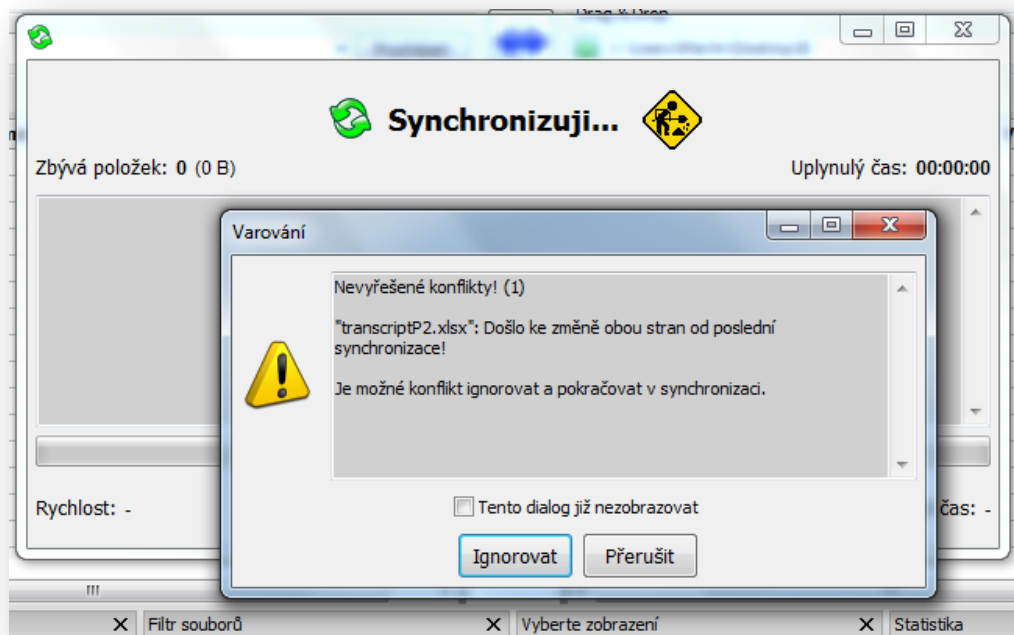 Drag & Drop
Synchronizuji...
Zbývá položek: 0 (0 B)
Uplynulý čas: 00:00:00
Varování
Nevyřešené konflikty! (1)
"transcriptP2.xlsx": Došlo ke změně obou stran od poslední
synchronizace!
Je možné konflikt ignorovat a pokračovat v synchronizaci.
Tento dialog již nezobrazovat
Rychlost: -
čas: -
Ignorovat
Přerušit
Filtr souborů
Vyberte zobrazení
Statistika